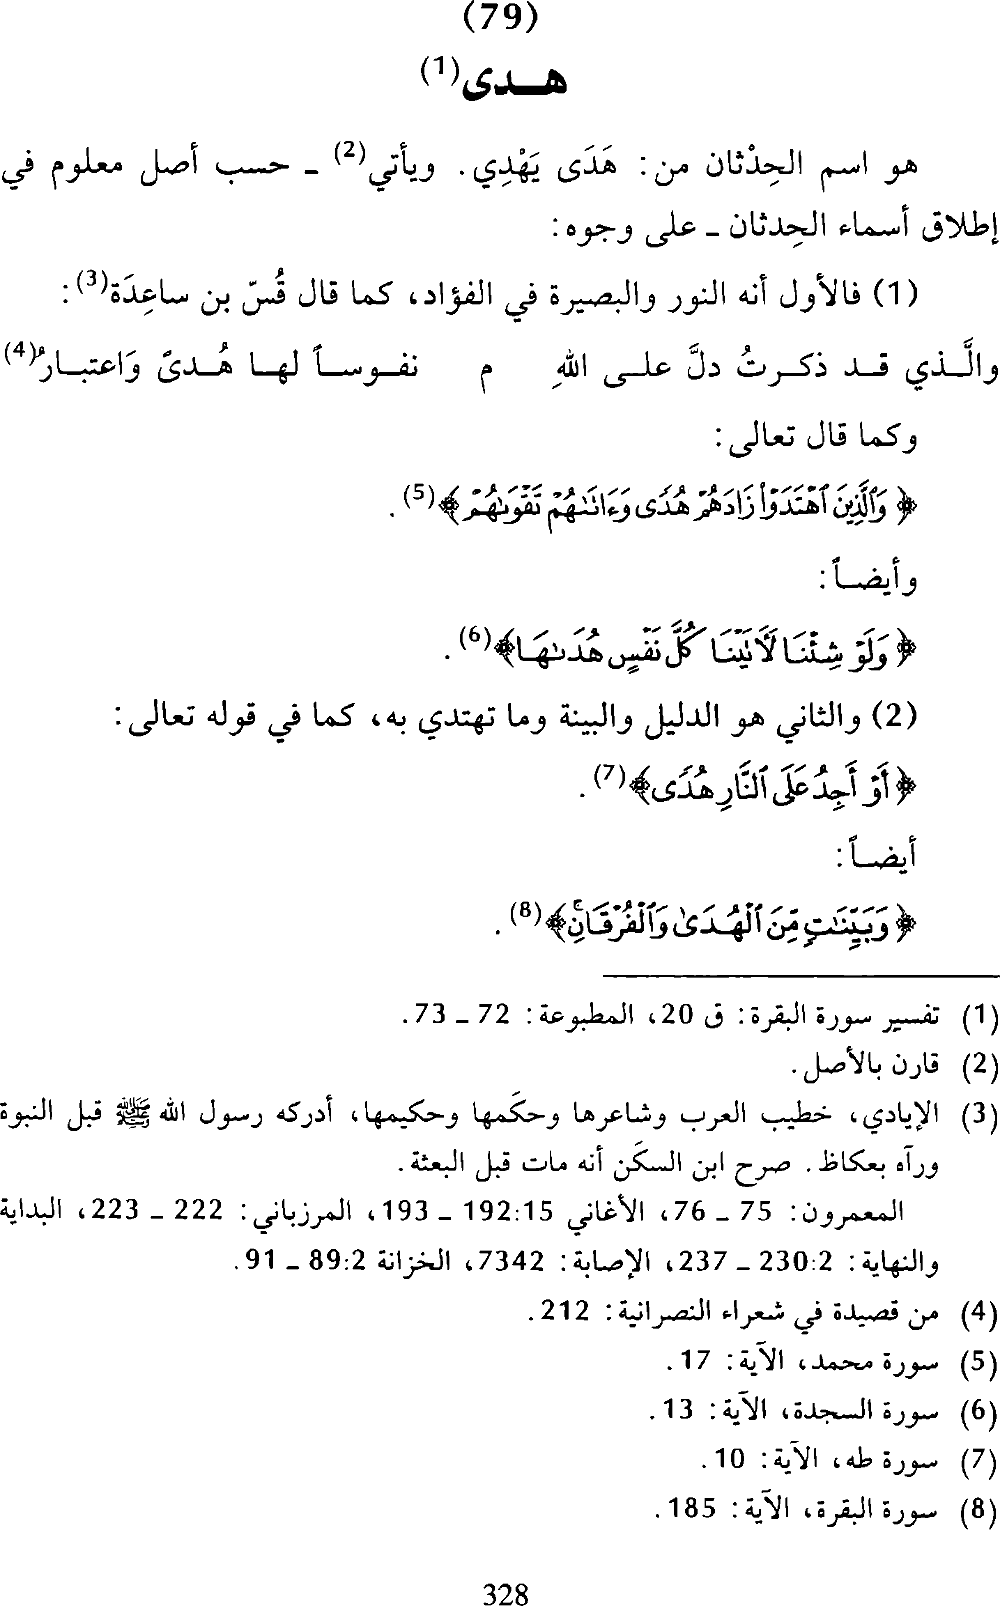 (79)
هـدى(1)
هو اسم الحِدْثان من: هَدَى يَهْدِي. ويأتي(2) ـ حسب أصل معلوم في
إطلاق أسماء الحِدثان ـ على وجوه:
(1) فالأول أنه النور والبصيرة في الفؤاد، كما قال قُسّ بن ساعِدَة(3):
والَّـذي قـد ذكـرتُ دلَّ علـى اللهِ م نفـوسـاً لهـا هُـدىً وَاعتبـارُ(4)
وكما قال تعالى:
﴿ وَٱلَّذِينَ ٱهْتَدَوْا۟ زَادَهُمْ هُدًى وَءَاتَىٰهُمْ تَقْوَىٰهُمْ ﴾(5).
وأيضـاً:
﴿ وَلَوْ شِئْنَا لَأَتَيْنَا كُلَّ نَفْسٍ هُدَىٰهَا ﴾(6).
(2) والثاني هو الدليل والبينة وما تهتدي به، كما في قوله تعالى:
﴿ أَوْ أَجِدُ عَلَى ٱلنَّارِ هُدًى ﴾(7).
أيضـاً:
﴿ وَبَيِّنَٰتٍ مِّنَ ٱلْهُدَىٰ وَٱلْفُرْقَانِۚ ﴾(8).
(1) تفسير سورة البقرة: ق 20، المطبوعة: 72 ـ 73.
(2) قارن بالأصل.
(3) الإيادي، خطيب العرب وشاعرها وحكَمها وحكيمها، أدركه رسول الله ﷺ قبل النبوة
ورآه بعكاظ. صرح ابن السكَن أنه مات قبل البعثة.
المعمرون: 75 ـ 76، الأغاني 192:15 ـ 193، المرزباني: 222 ـ 223، البداية
والنهاية: 230:2 ـ 237، الإصابة: 7342، الخزانة 89:2 ـ 91.
(4) من قصيدة في شعراء النصرانية: 212.
(5) سورة محمد، الآية: 17.
(6) سورة السجدة، الآية: 13.
(7) سورة طه، الآية: 10.
(8) سورة البقرة، الآية: 185.
328